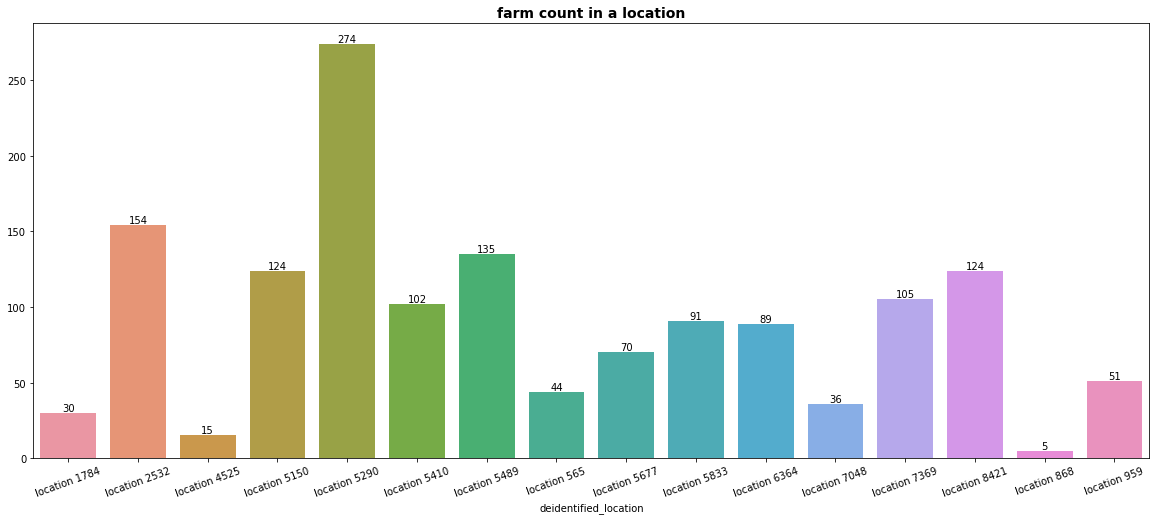 farm count in a location
274
250
200
154
150
135
124
124
105
102
100
91
89
70
51
50
44
36
30
15
5
0
location 1784
location 2532
location 4525
location 5150
location 5290
location 5410
location 5489
location 565
location 5677
location 5833
location 6364
location 7048
location 7369
location 8421
location 868
location 959
deidentified_location